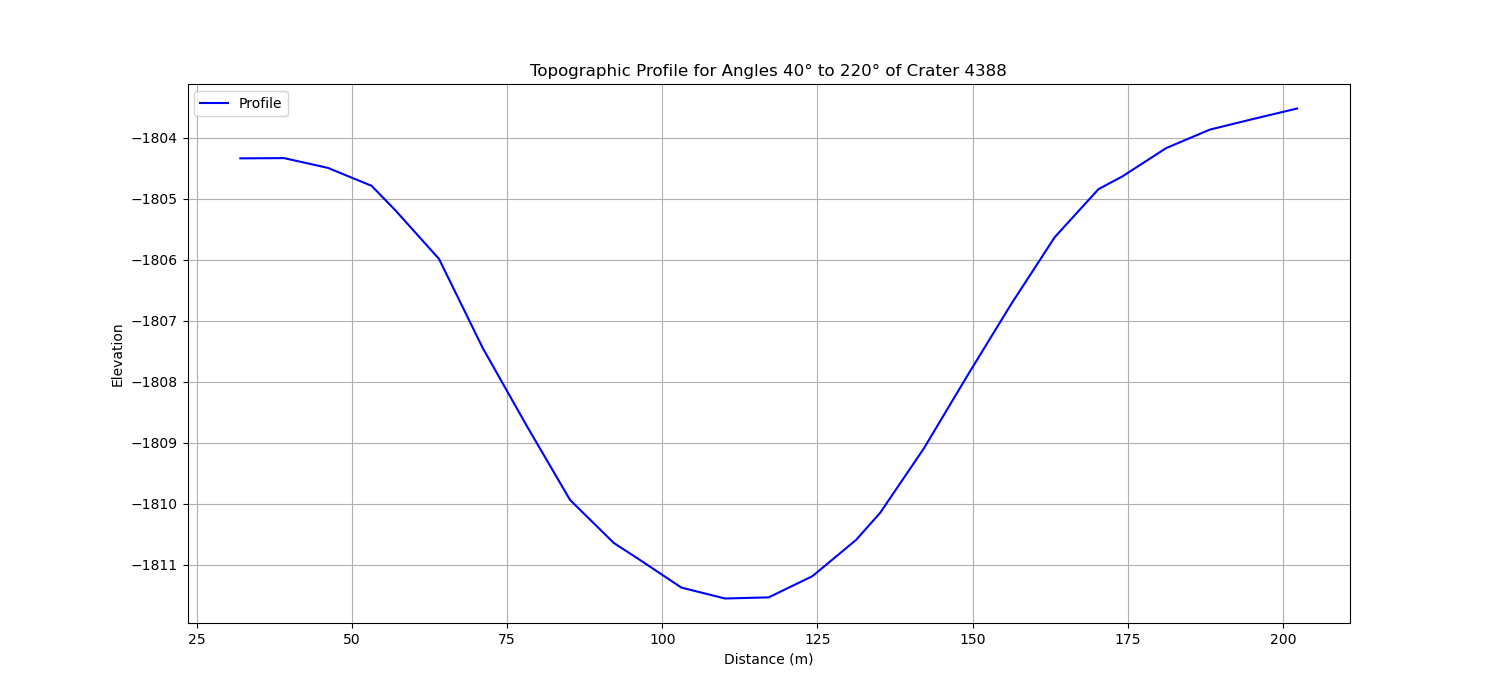 Topographic Profile for Angles 40° to 220° of Crater 4388
Profile
−1804
−1805
−1806
−1807
−1808
−1809
−1810
−1811
Elevation
25 50 75 100 125 150 175 200
Distance (m)